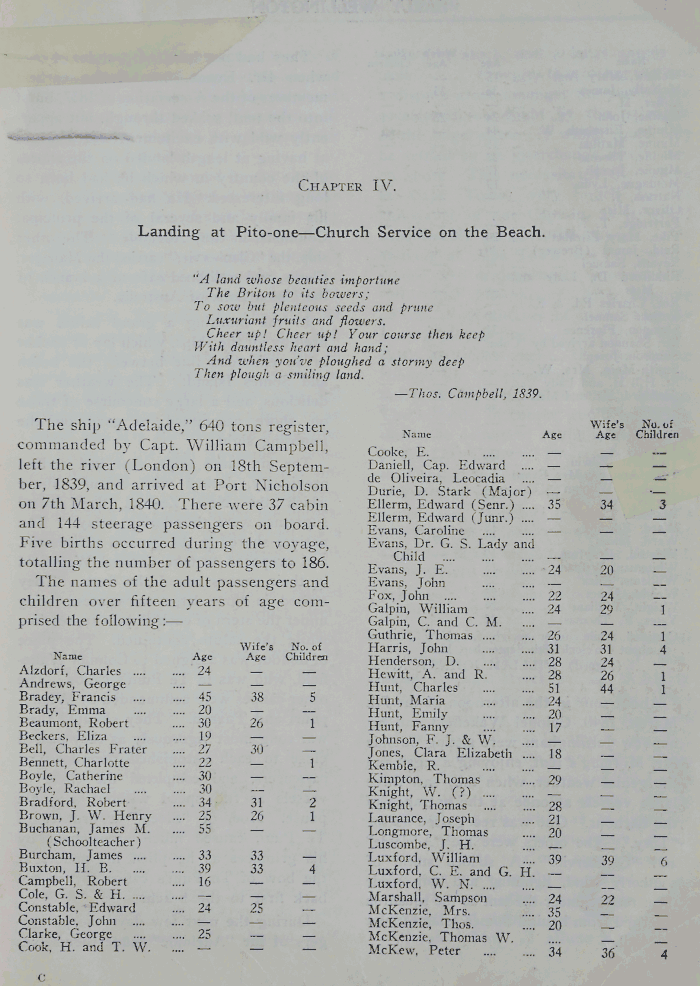 CHAPTER IV.
Landing at Pito-one—Church Service on the Beach.
"A land whose beauties importune
The Briton to its bowers;
To sow but plenteous seeds and prune
Luxuriant fruits and flowers.
Cheer up! Cheer up! Your course then keep
With dauntless heart and hand;
And when you've ploughed a stormy deep
Then plough a smiling land.
—Thos. Campbell, 1839.
The ship "Adelaide," 640 tons register,
commanded by Capt. William Campbell,
left the river (London) on 18th Septem-
ber, 1839, and arrived at Port Nicholson
on 7th March, 1840. There were 37 cabin
and 144 steerage passengers on board.
Five births occurred during the voyage,
totalling the number of passengers to 186.
The names of the adult passengers and
children over fifteen years of age com-
prised the following:—
Name Age Wife's Age No. of Children
Alzdorf, Charles .... .... 24 — —
Andrews, George .... — — —
Bradey, Francis .... .... 45 38 5
Brady, Emma .... .... 20 — —
Beaumont, Robert .... 30 26 1
Beckers, Eliza .... .... 19 — —
Bell, Charles Frater .... 27 30 —
Bennett, Charlotte .... 22 — 1
Boyle, Catherine .... 30 — —
Boyle, Rachael .... .... 30 — —
Bradford, Robert .... 34 31 2
Brown, J. W. Henry .... 25 26 1
Buchanan, James M. .... 55 — —
(Schoolteacher)
Burcham, James .... .... 33 33 —
Buxton, H. B. .... .... 39 33 4
Campbell, Robert .... 16 — —
Cole, G. S. & H. .... .... — — —
Constable, Edward .... 24 25 —
Constable, John .... .... — — —
Clarke, George .... .... 25 — —
Cook, H. and T. W. .... — — —
C
Name Age Wife's Age No. of Children
Cooke, E. .... .... — — —
Daniell, Cap. Edward .... — — —
de Oliveira, Leocadia .... — — —
Durie, D. Stark (Major) — — —
Ellerm, Edward (Senr.) .... 35 34 3
Ellerm, Edward (Junr.) .... — — —
Evans, Caroline .... .... — — —
Evans, Dr. G. S. Lady and
Child .... .... .... — — —
Evans, J. E. .... .... 24 20 —
Evans, John .... .... — — —
Fox, John .... .... .... 22 24 —
Galpin, William .... 24 29 1
Galpin, C. and C. M. .... — — —
Guthrie, Thomas .... .... 26 24 1
Harris, John .... .... 31 31 4
Henderson, D. .... .... 28 24 —
Hewitt, A. and R. .... 28 26 1
Hunt, Charles .... .... 51 44 1
Hunt, Maria .... .... 24 — —
Hunt, Emily .... .... 20 — —
Hunt, Fanny .... .... 17 — —
Johnson, F. J. & W. .... — — —
Jones, Clara Elizabeth .... 18 — —
Kemble, R. .... .... — — —
Kimpton, Thomas .... 29 — —
Knight, W. (?) .... .... — — —
Knight, Thomas .... .... 28 — —
Laurance, Joseph .... 21 — —
Longmore, Thomas .... 20 — —
Luscombe, J. H. .... — — —
Luxford, William .... 39 39 6
Luxford, C. E. and G. H. — — —
Luxford, W. N. .... .... — — —
Marshall, Sampson .... 24 22 —
McKenzie, Mrs. .... 35 — —
McKenzie, Thos. .... 20 — —
McKenzie, Thomas W. .... — —
McKew, Peter .... .... 34 36 4